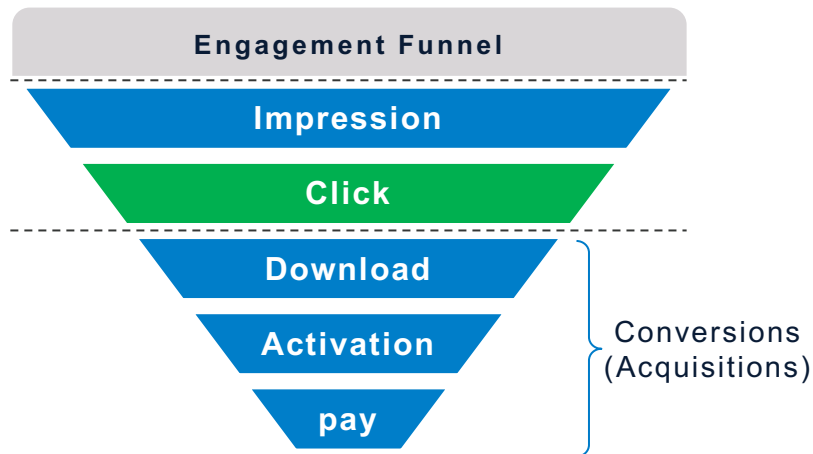 Engagement Funnel
Impression
Click
Download
Activation
pay
Conversions
(Acquisitions)